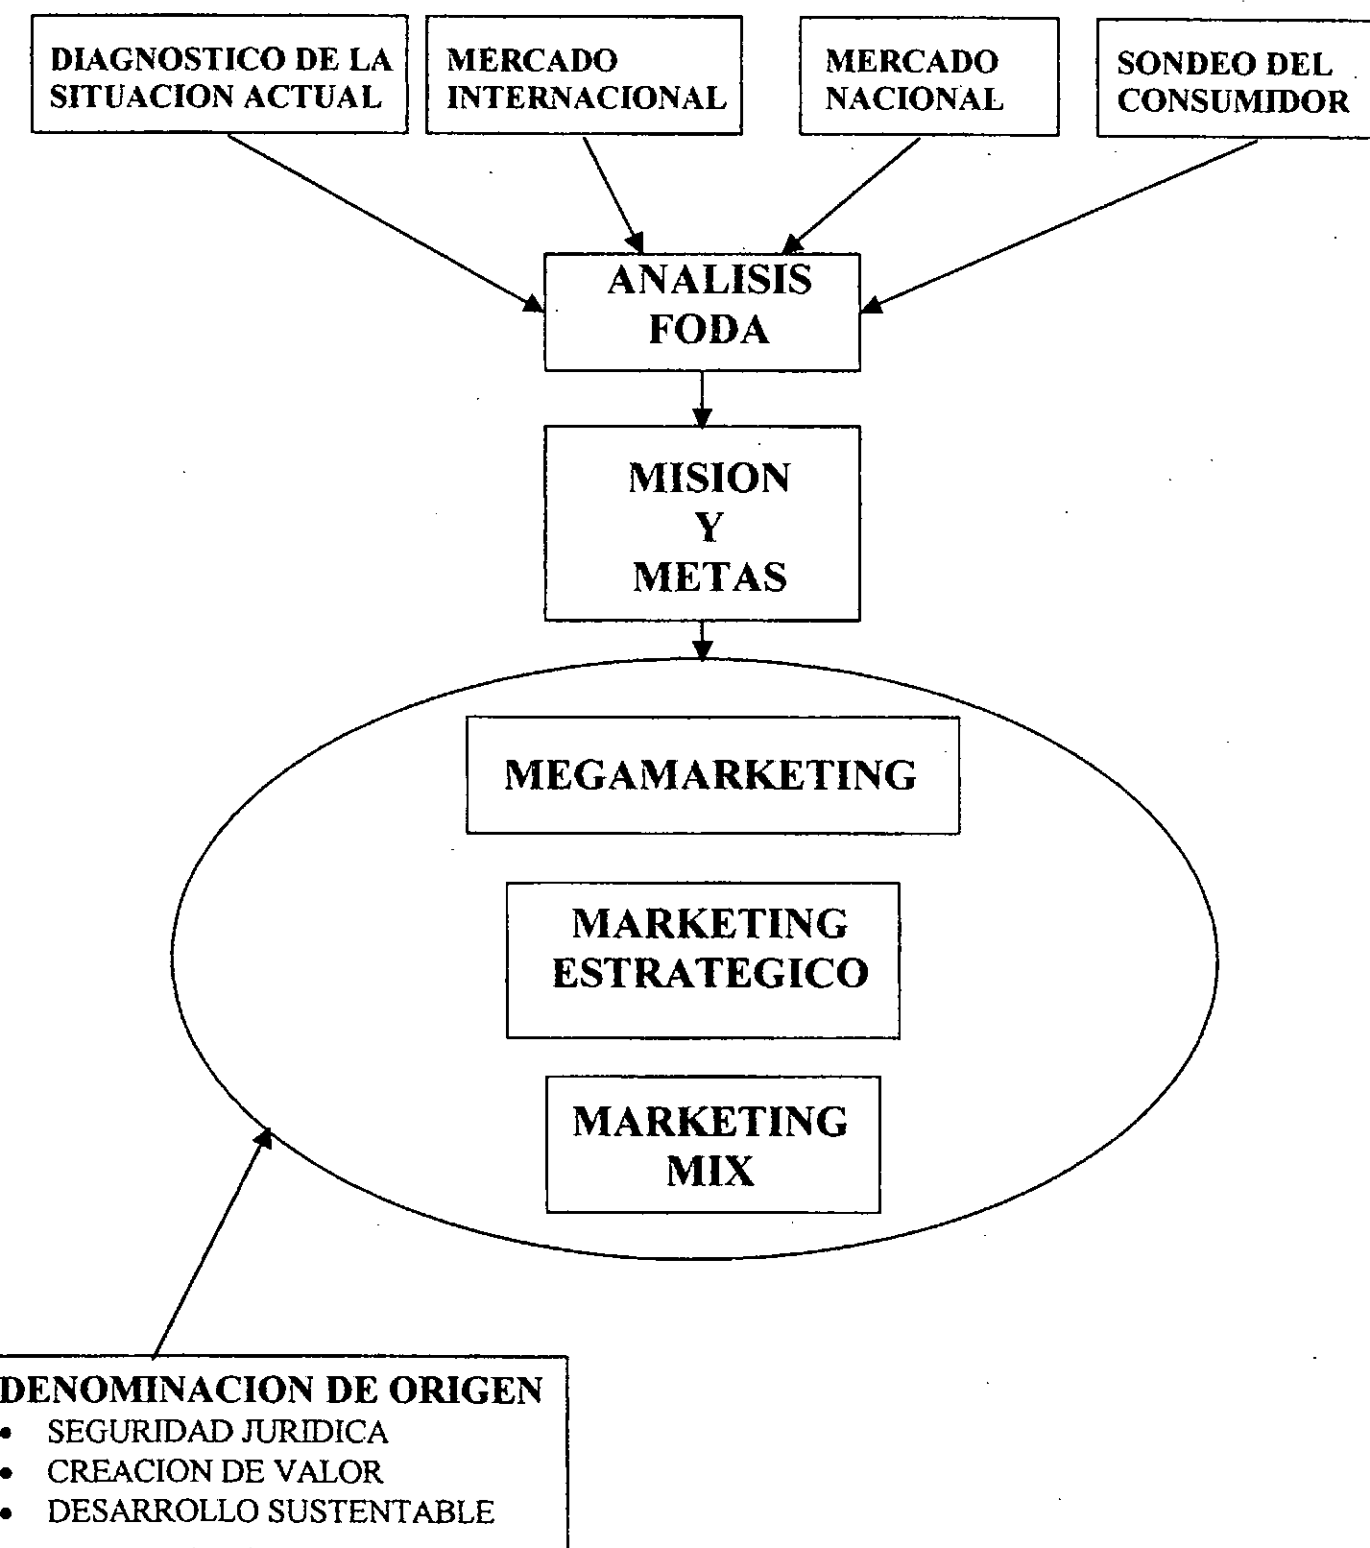 DIAGNOSTICO DE LA
SITUACION ACTUAL
MERCADO
INTERNACIONAL
MERCADO
NACIONAL
SONDEO DEL
CONSUMIDOR
ANALISIS
FODA
MISION
Y
METAS
MEGAMARKETING
MARKETING
ESTRATEGICO
MARKETING
MIX
DENOMINACION DE ORIGEN
• SEGURIDAD JURIDICA
• CREACION DE VALOR
• DESARROLLO SUSTENTABLE